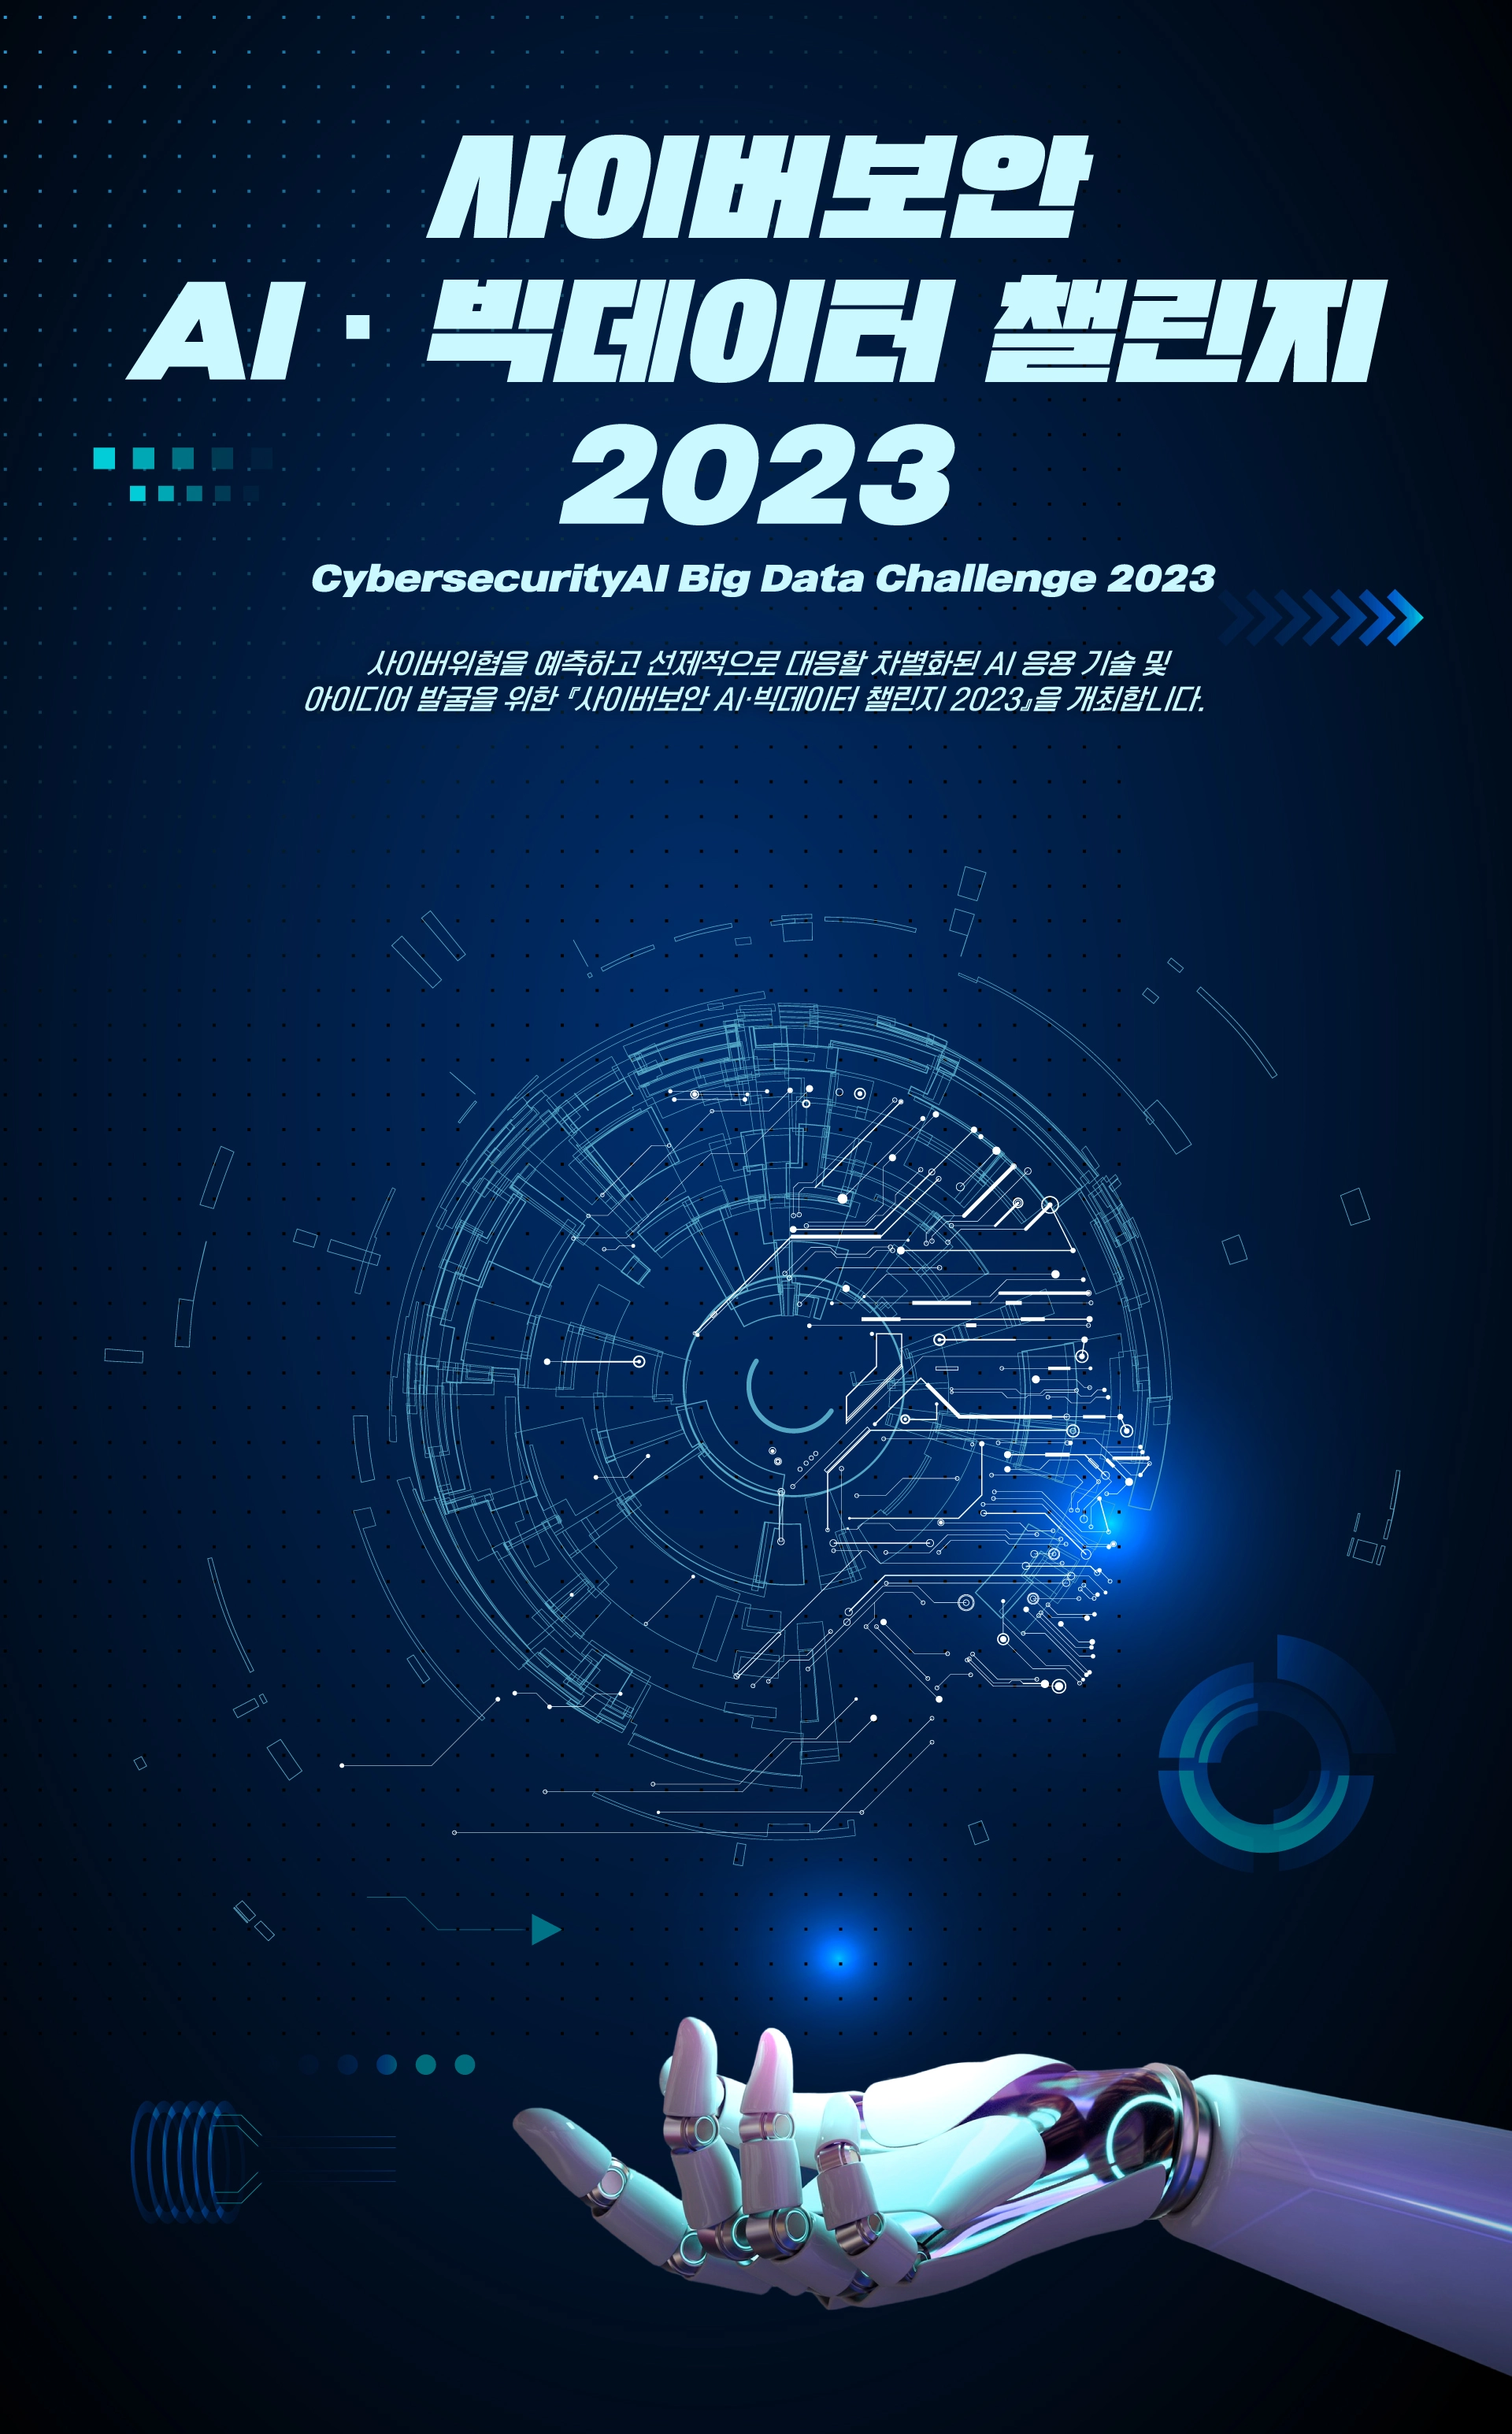 사이버보안
AI · 빅데이터 챌린지
2023
CybersecurityAI Big Data Challenge 2023
사이버위협을 예측하고 선제적으로 대응할 차별화된 AI 응용 기술 및
아이디어 발굴을 위한 『사이버보안 AI·빅데이터 챌린지 2023』을 개최합니다.